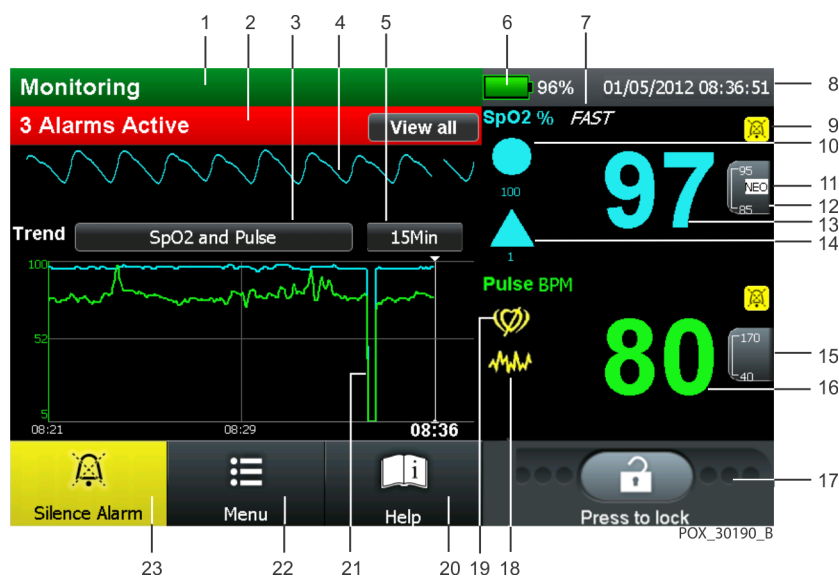 1 2 3 4 5 6 7
Monitoring 96% 01/05/2012 08:36:51 8
3 Alarms Active View all SpO2 % FAST 9
10
100 97 95 NEO 85 11
12
13
Trend SpO2 and Pulse 15Min 14
1
100 Pulse BPM
52 80 170 40 15
16
5
08:21 08:29 08:36
Silence Alarm Menu i Help Press to lock 17
POX_30190_B
23 22 21 20 19 18